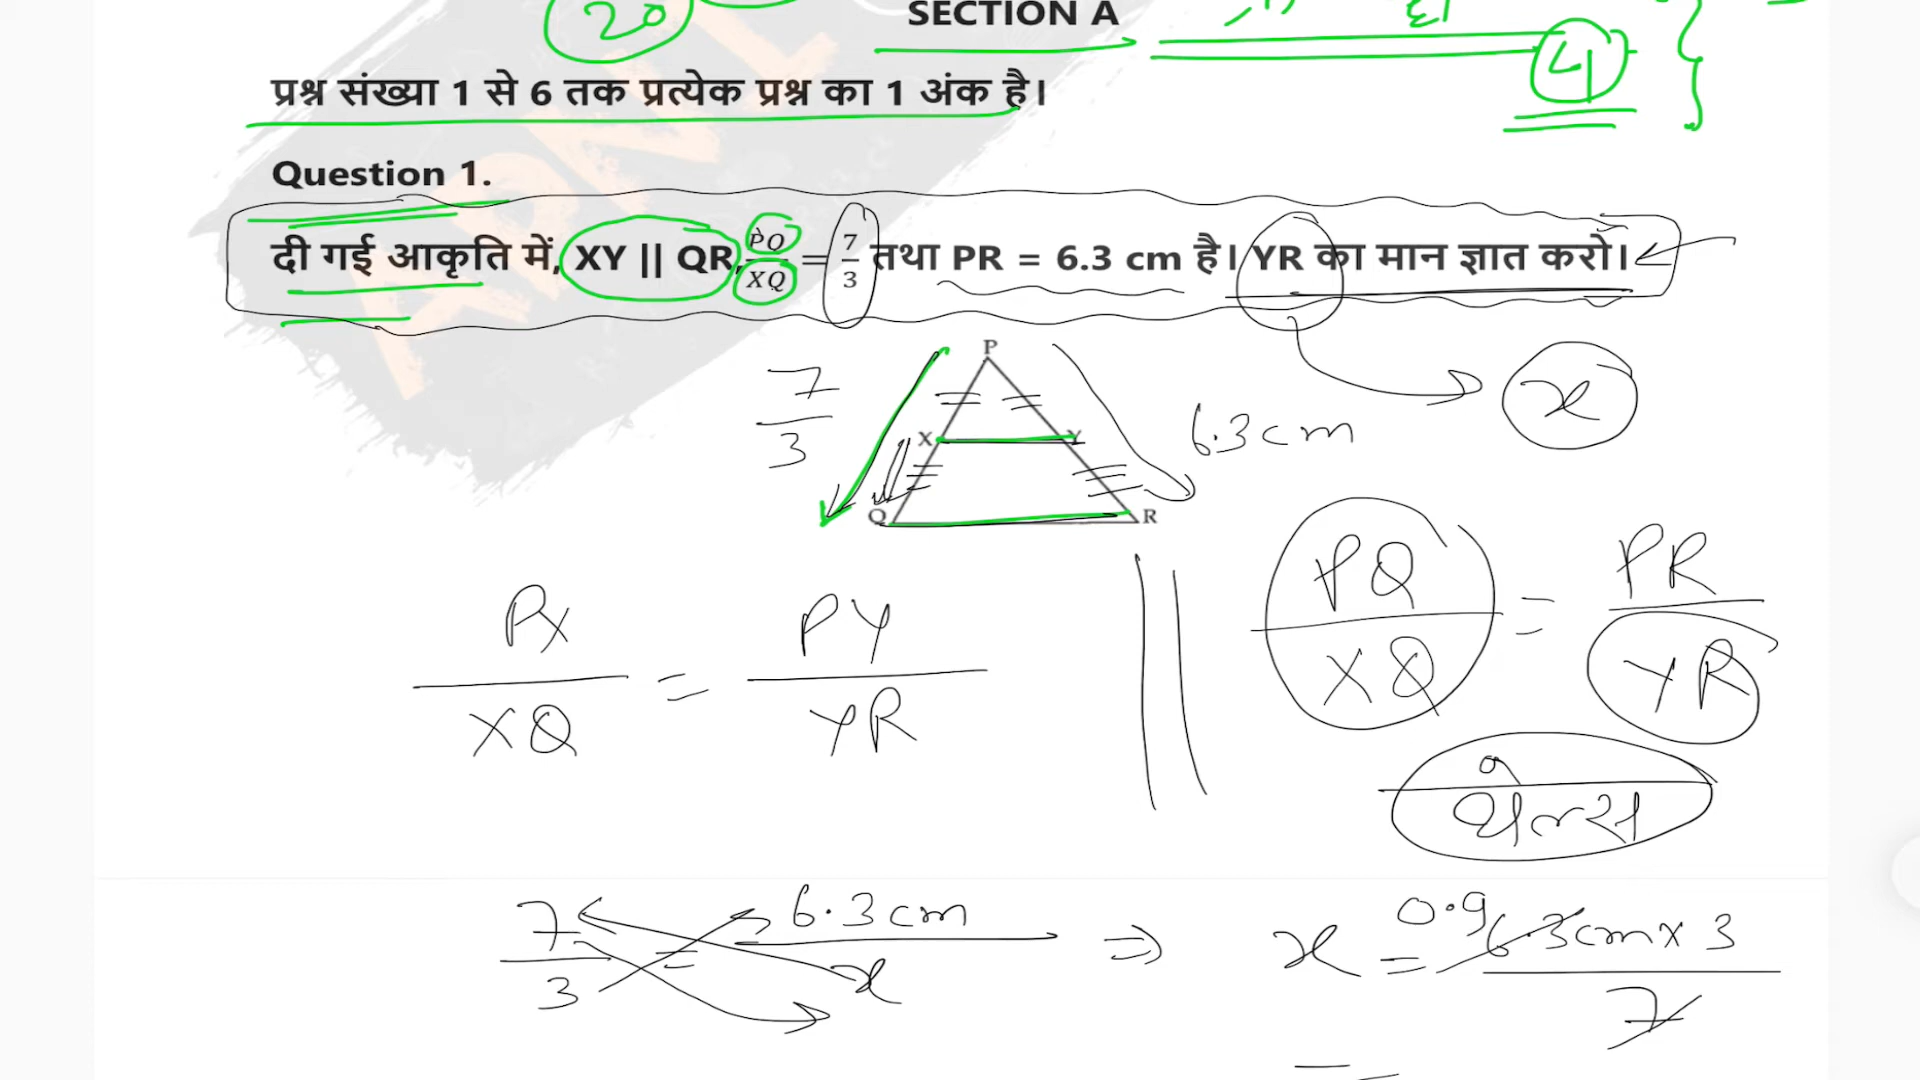 20
SECTION A
4
प्रश्न संख्या 1 से 6 तक प्रत्येक प्रश्न का 1 अंक है।
Question 1.
दी गई आकृति में, XY || QR, PQ/XQ = 7/3 तथा PR = 6.3 cm है। YR का मान ज्ञात करो।
P
7/3
x
X Y
6.3cm
Q R
PX/XQ = PY/YR
PQ/XQ = PR/YR
7/3 = 6.3cm/x ⇒ x = 6.3cm x 3/7
0.9